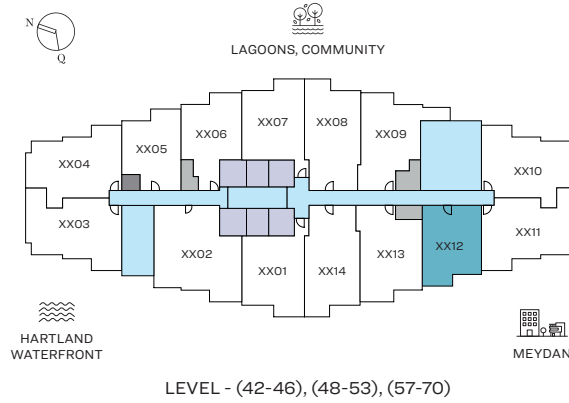 N
Q
LAGOONS, COMMUNITY
XX04
XX05
XX06
XX07
XX08
XX09
XX10
XX03
XX02
XX01
XX14
XX13
XX12
XX11
HARTLAND
WATERFRONT
MEYDAN
LEVEL - (42-46), (48-53), (57-70)